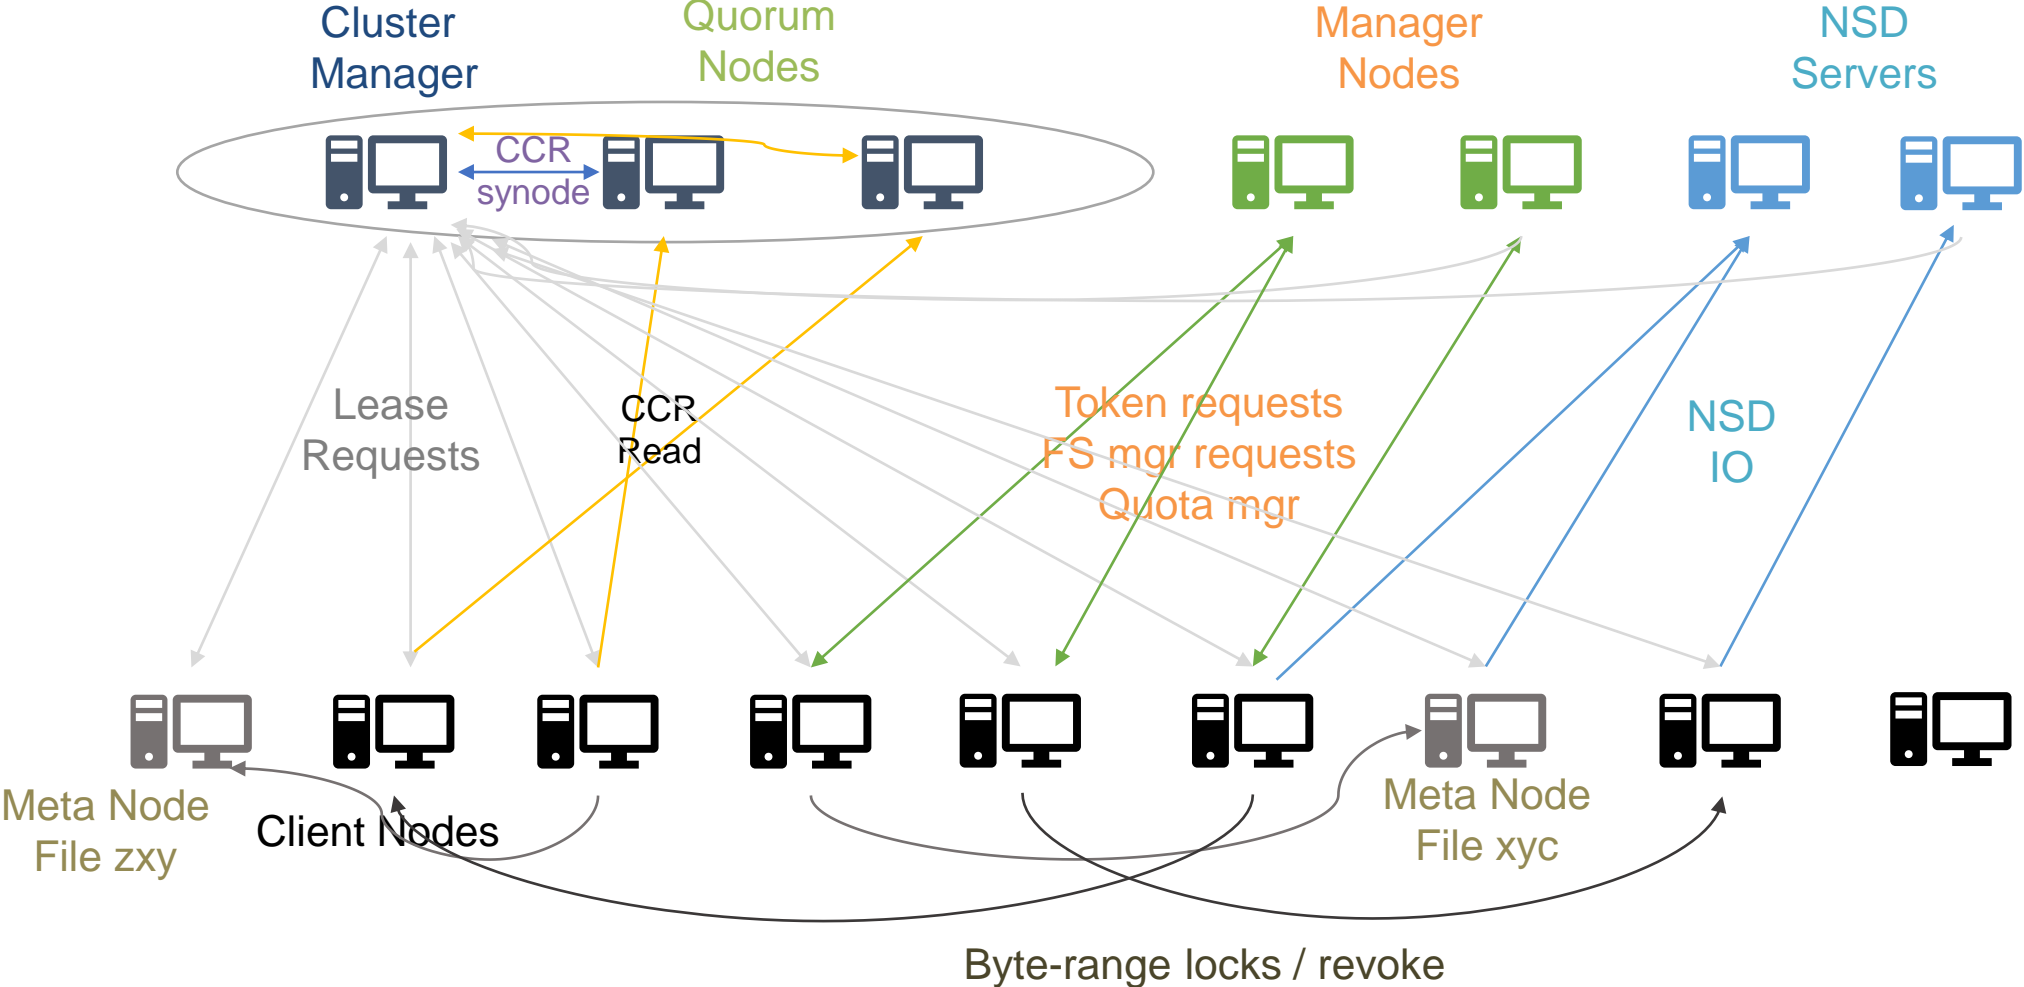 Cluster
Manager
Quorum
Nodes
Manager
Nodes
NSD
Servers
CCR
synode
Lease
Requests
CCR
Read
Token requests
FS mgr requests
Quota mgr
NSD
IO
Meta Node
File zxy
Client Nodes
Meta Node
File xyc
Byte-range locks / revoke